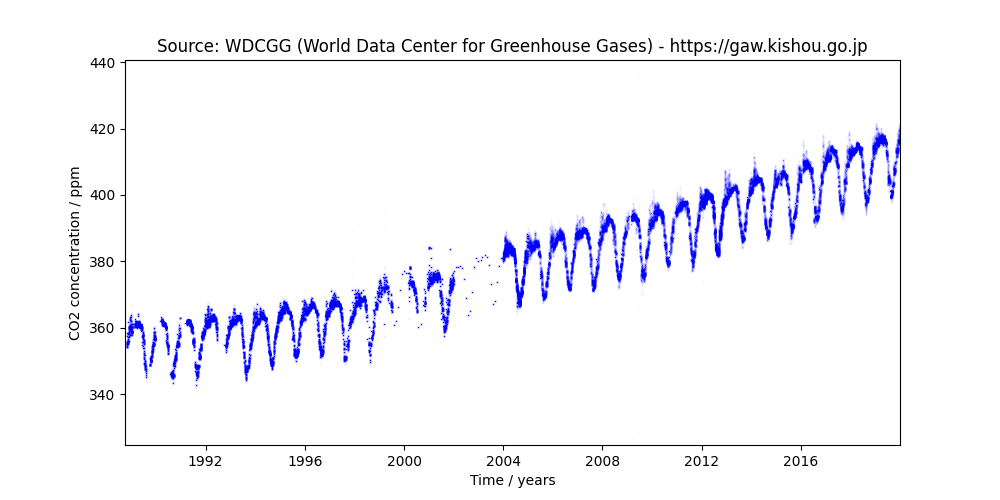 Source: WDCGG (World Data Center for Greenhouse Gases) - https://gaw.kishou.go.jp
440
420
400
380
360
340
CO2 concentration / ppm
1992 1996 2000 2004 2008 2012 2016
Time / years